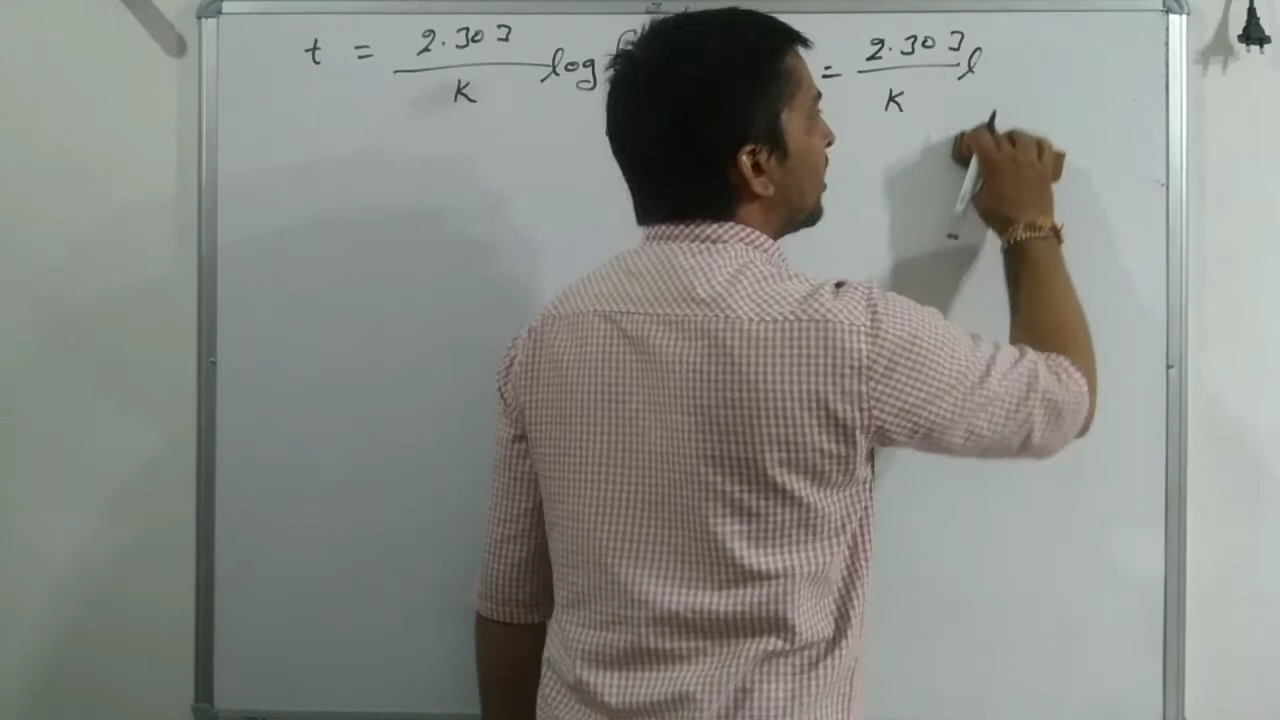 t = 2.303 / K log = 2.303 / K l